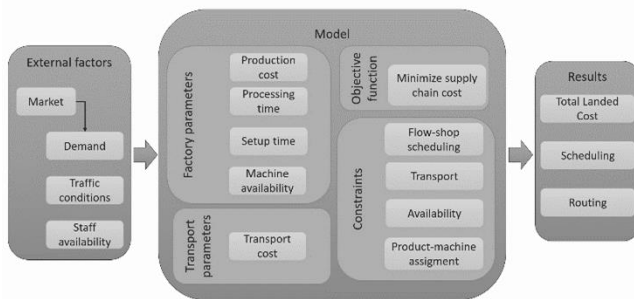 External factors
Market
Demand
Traffic
conditions
Staff
availability
Model
Factory parameters
Production
cost
Processing
time
Setup time
Machine
availability
Transport
parameters
Transport
cost
Objective
function
Minimize supply
chain cost
Constraints
Flow-shop
scheduling
Transport
Availability
Product-machine
assigment
Results
Total Landed
Cost
Scheduling
Routing